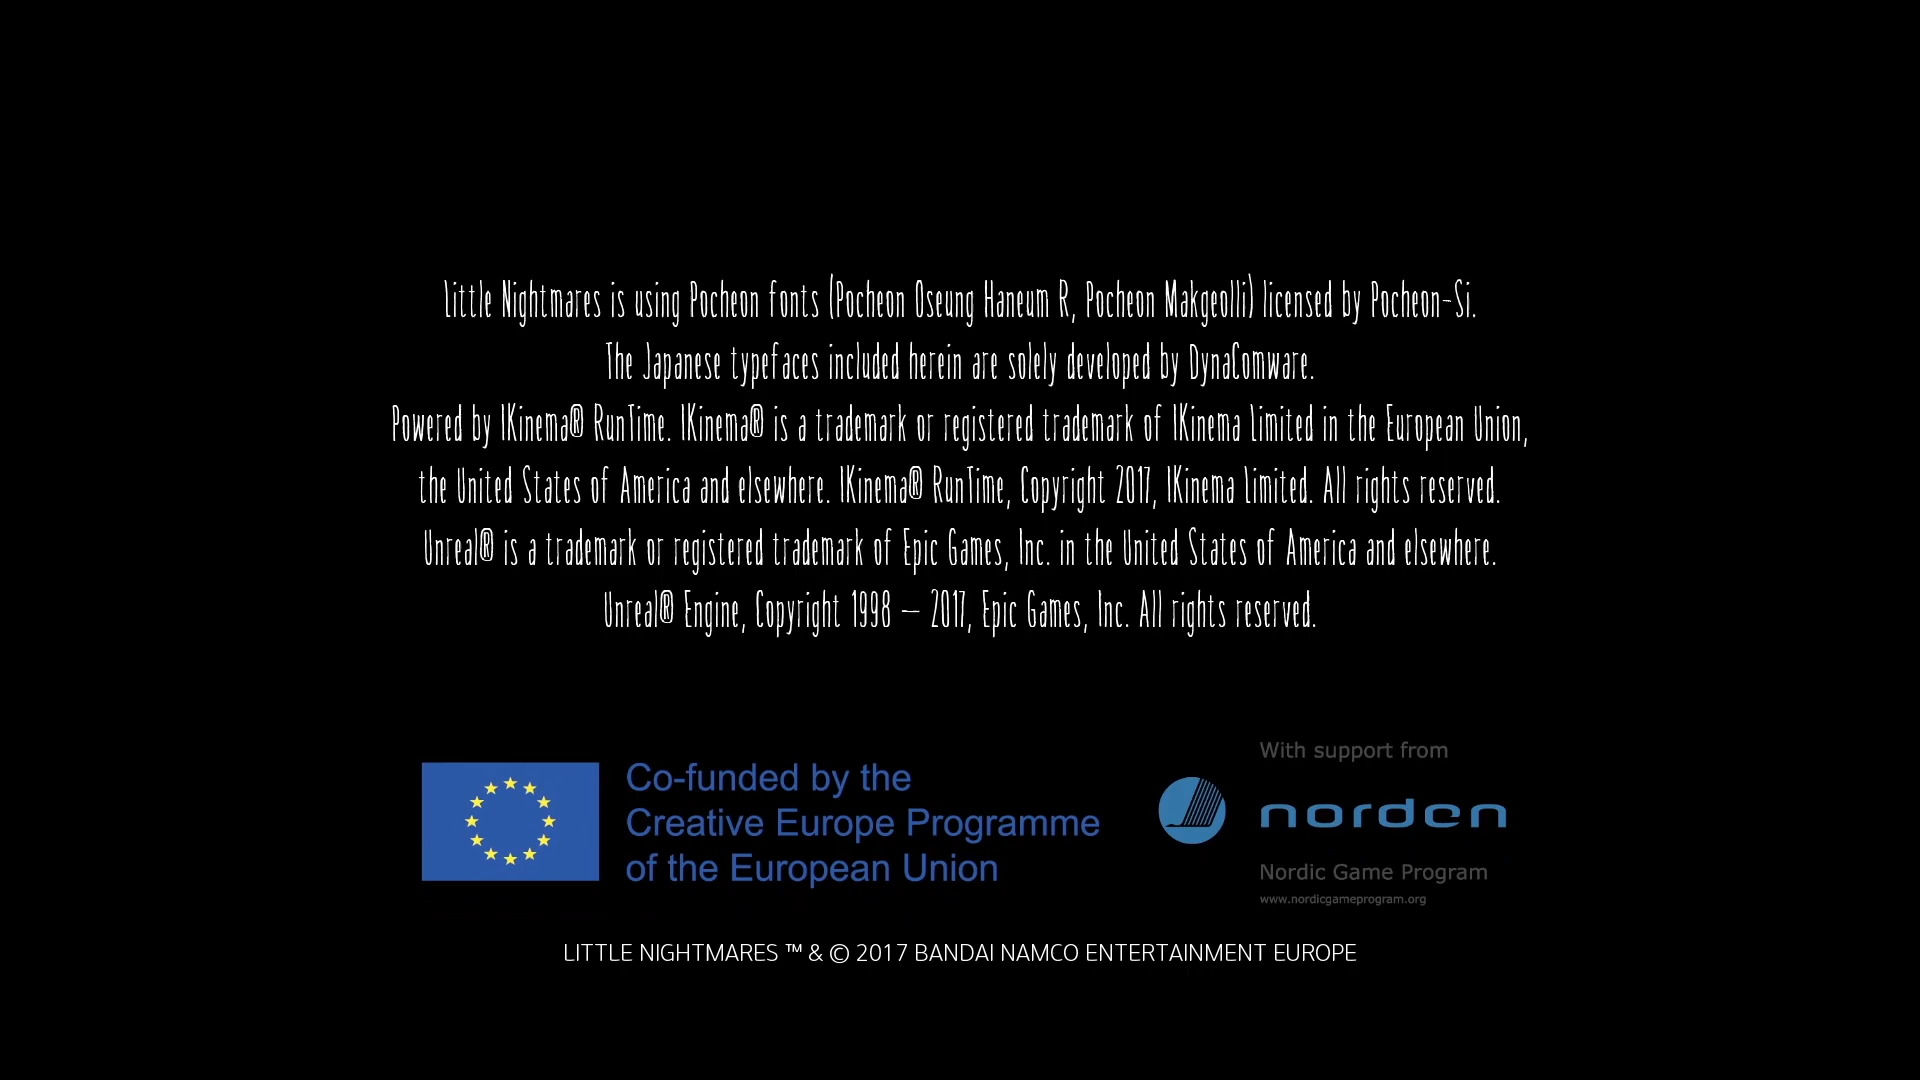 Little Nightmares is using Pocheon fonts (Pocheon Oseung Haneum R, Pocheon Makgeolli) licensed by Pocheon-Si.
The Japanese typefaces included herein are solely developed by DynaComware.
Powered by IKinema® RunTime. IKinema® is a trademark or registered trademark of IKinema Limited in the European Union,
the United States of America and elsewhere. IKinema® RunTime, Copyright 2017, IKinema Limited. All rights reserved.
Unreal® is a trademark or registered trademark of Epic Games, Inc. in the United States of America and elsewhere.
Unreal® Engine, Copyright 1998 – 2017, Epic Games, Inc. All rights reserved.
Co-funded by the
Creative Europe Programme
of the European Union
With support from
norden
Nordic Game Program
www.nordicgameprogram.org
LITTLE NIGHTMARES ™ & © 2017 BANDAI NAMCO ENTERTAINMENT EUROPE